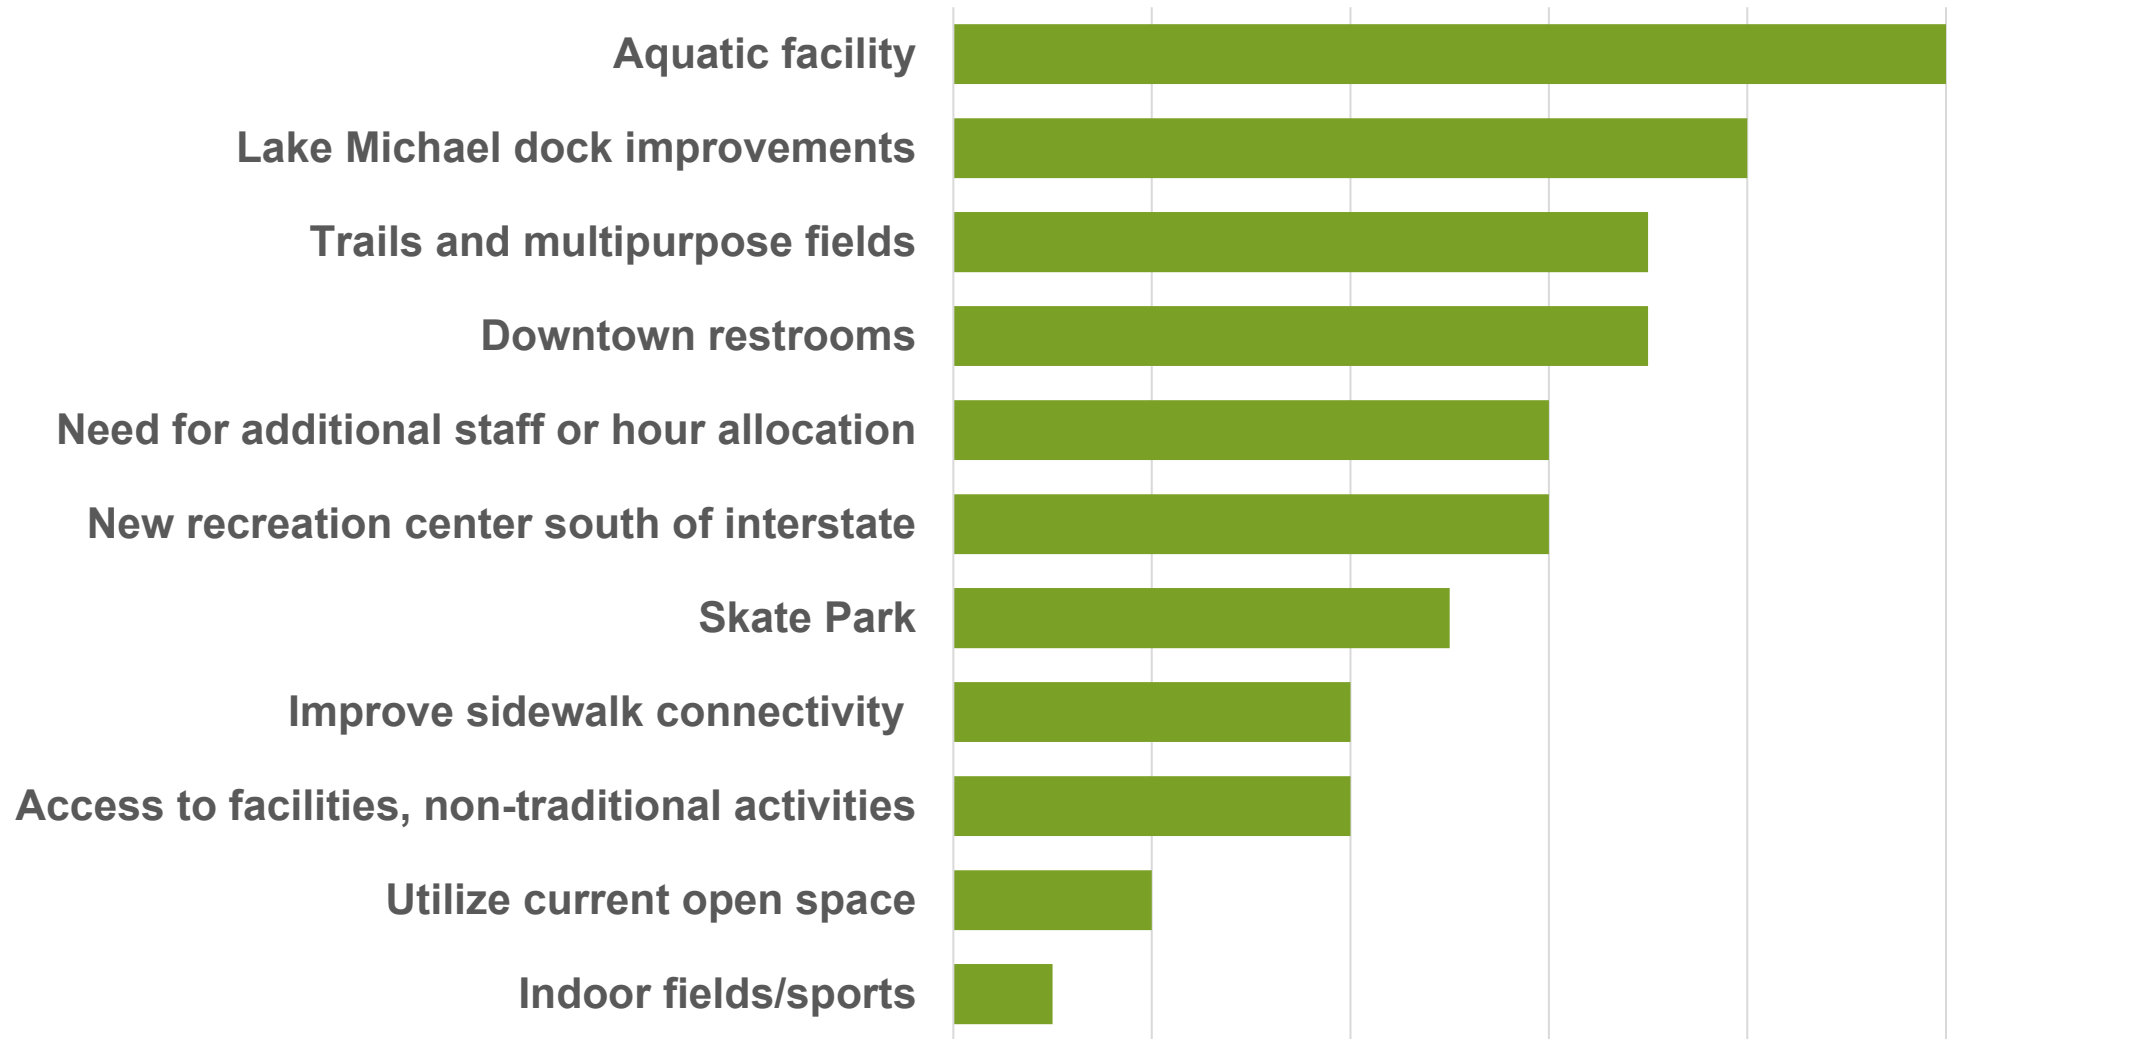 Aquatic facility
Lake Michael dock improvements
Trails and multipurpose fields
Downtown restrooms
Need for additional staff or hour allocation
New recreation center south of interstate
Skate Park
Improve sidewalk connectivity
Access to facilities, non-traditional activities
Utilize current open space
Indoor fields/sports